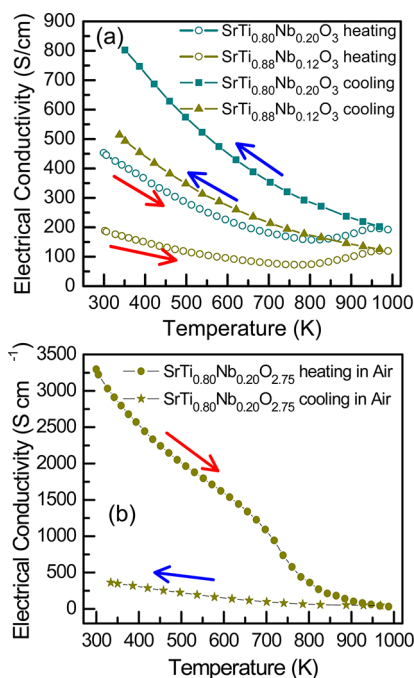 (a)
SrTi0.80Nb0.20O3 heating
SrTi0.88Nb0.12O3 heating
SrTi0.80Nb0.20O3 cooling
SrTi0.88Nb0.12O3 cooling
Electrical Conductivity (S/cm)
900
800
700
600
500
400
300
200
100
0
300 400 500 600 700 800 900 1000
Temperature (K)
SrTi0.80Nb0.20O2.75 heating in Air
SrTi0.80Nb0.20O2.75 cooling in Air
(b)
Electrical Conductivity (S cm-1)
3500
3000
2500
2000
1500
1000
500
0
300 400 500 600 700 800 900 1000
Temperature (K)